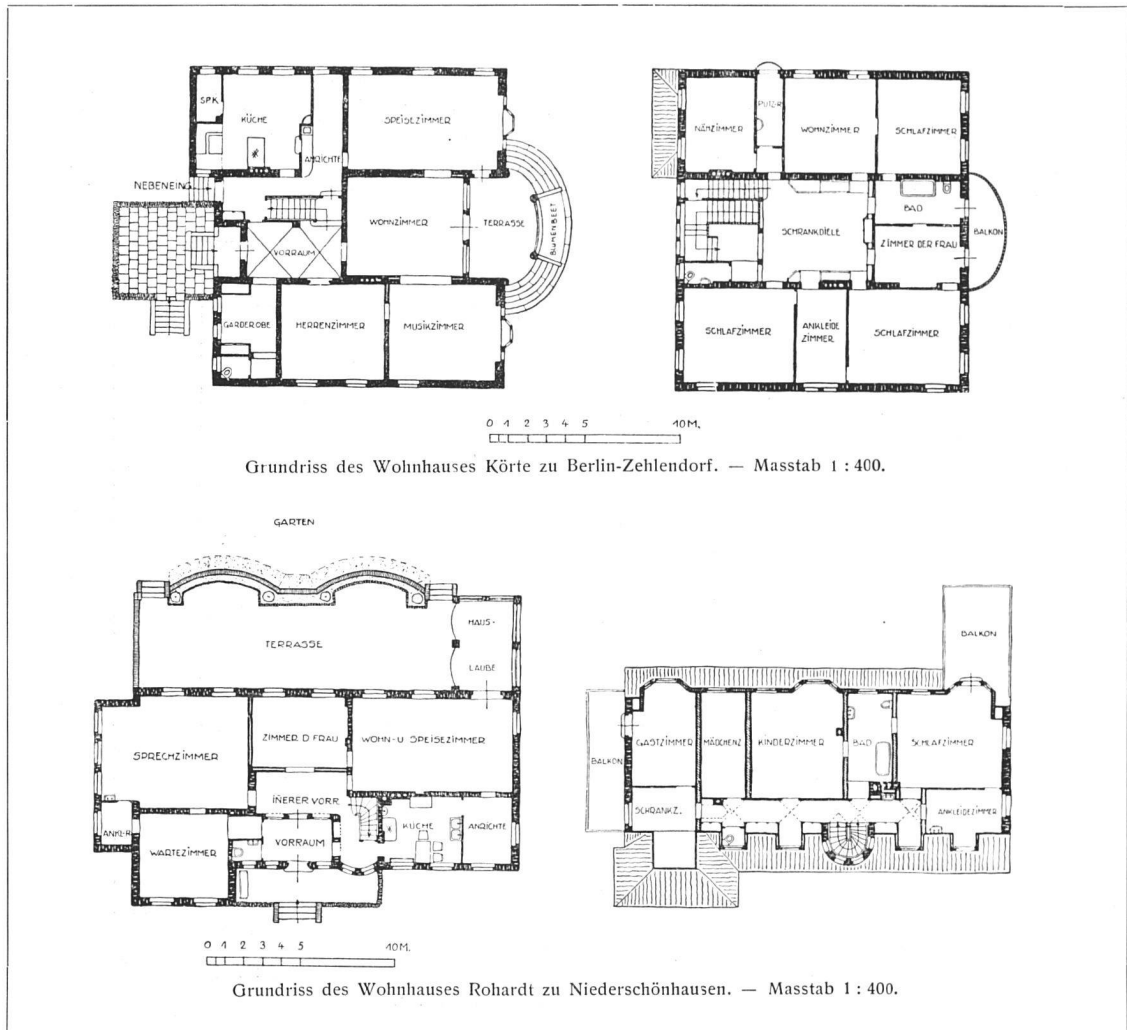 SP.K.
KÜCHE
ANRICHTE
SPEISEZIMMER
NEBENEING.
WOHNZIMMER
TERRASSE
BLUMENBEET
VORRAUM
GARDEROBE
HERRENZIMMER
MUSIKZIMMER
NÄHZIMMER
PUTZR.
WOHNZIMMER
SCHLAFZIMMER
BAD
SCHRANKDIELE
ZIMMER DER FRAU
BALKON
SCHLAFZIMMER
ANKLEIDE
ZIMMER
SCHLAFZIMMER
0 1 2 3 4 5 10 M.
Grundriss des Wohnhauses Körte zu Berlin-Zehlendorf. — Masstab 1 : 400.
GARTEN
TERRASSE
HAUS-
LAUBE
SPRECHZIMMER
ZIMMER D FRAU
WOHN-U SPEISEZIMMER
INERER VORR.
ANKL-R
WARTEZIMMER
VORRAUM
KÜCHE
ANRICHTE
BALKON
BALKON
GASTZIMMER
MÄDCHENZ
KINDERZIMMER
BAD
SCHLAFZIMMER
SCHRANKZ.
ANKLEIDEZIMMER
0 1 2 3 4 5 10 M.
Grundriss des Wohnhauses Rohardt zu Niederschönhausen. — Masstab 1 : 400.